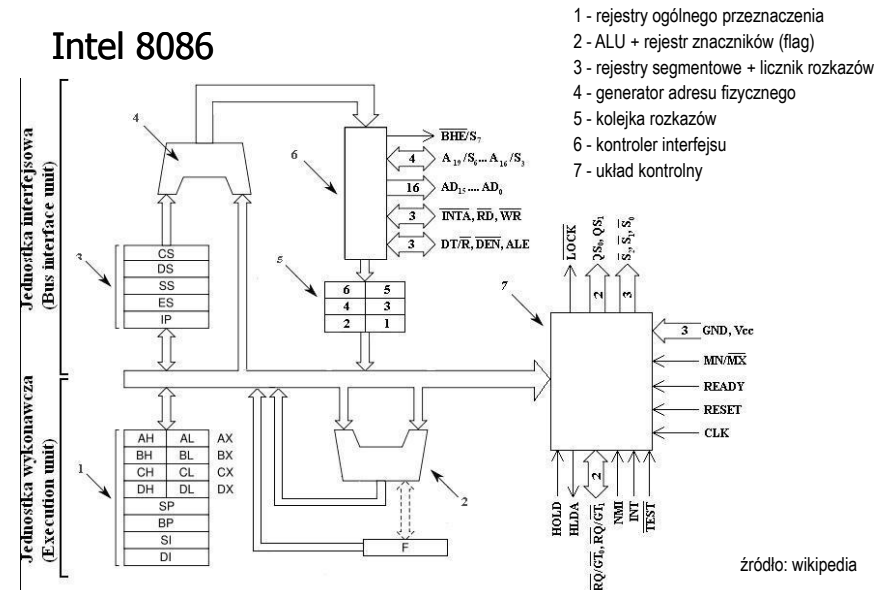 Intel 8086
1 - rejestry ogólnego przeznaczenia
2 - ALU + rejestr znaczników (flag)
3 - rejestry segmentowe + licznik rozkazów
4 - generator adresu fizycznego
5 - kolejka rozkazów
6 - kontroler interfejsu
7 - układ kontrolny
Jednostka interfejsowa
(Bus interface unit)
4
6
BHE/S7
4 A19/S6... A16/S3
16 AD15 .... AD0
3 INTA, RD, WR
3 DT/R, DEN, ALE
3
CS
DS
SS
ES
IP
5
6 5
4 3
2 1
7
LOCK
QS0, QS1
2
S2, S1, S0
3
3 GND, Vcc
MN/MX
READY
RESET
CLK
HOLD
HLDA
2
RQ/GT0, RQ/GT1
NMI
INT
TEST
Jednostka wykonawcza
(Execution unit)
1
AH AL AX
BH BL BX
CH CL CX
DH DL DX
SP
BP
SI
DI
2
F
źródło: wikipedia